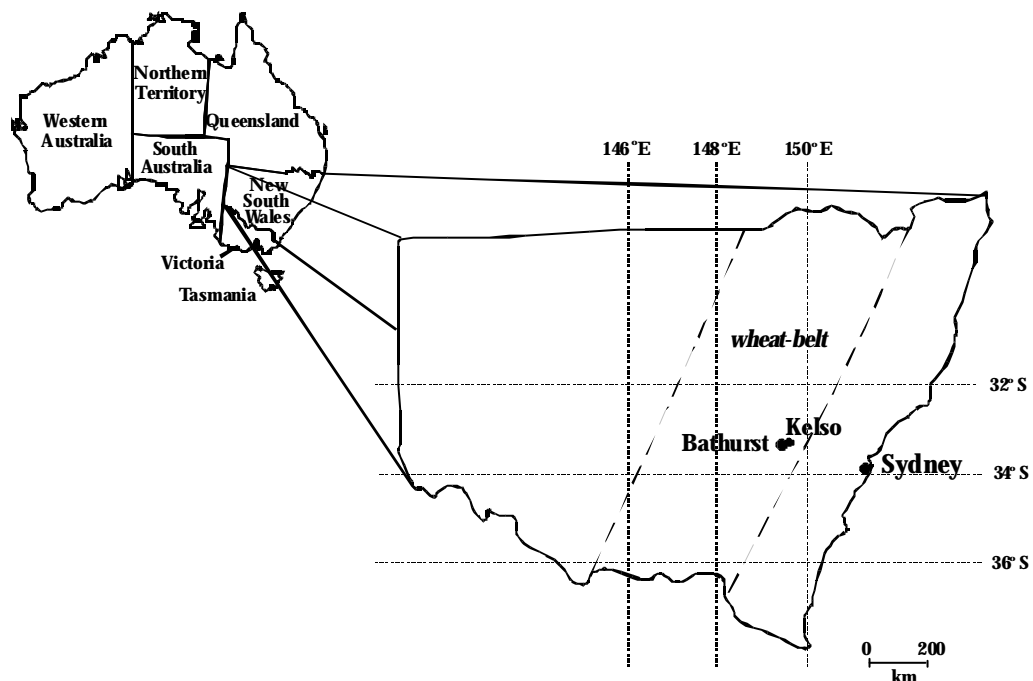 Northern
Territory
Western
Australia
Queensland
South
Australia
New
South
Wales
Victoria
Tasmania
146°E 148°E 150°E
wheat-belt
32°S
Kelso
Bathurst
Sydney
34°S
36°S
0 200
km